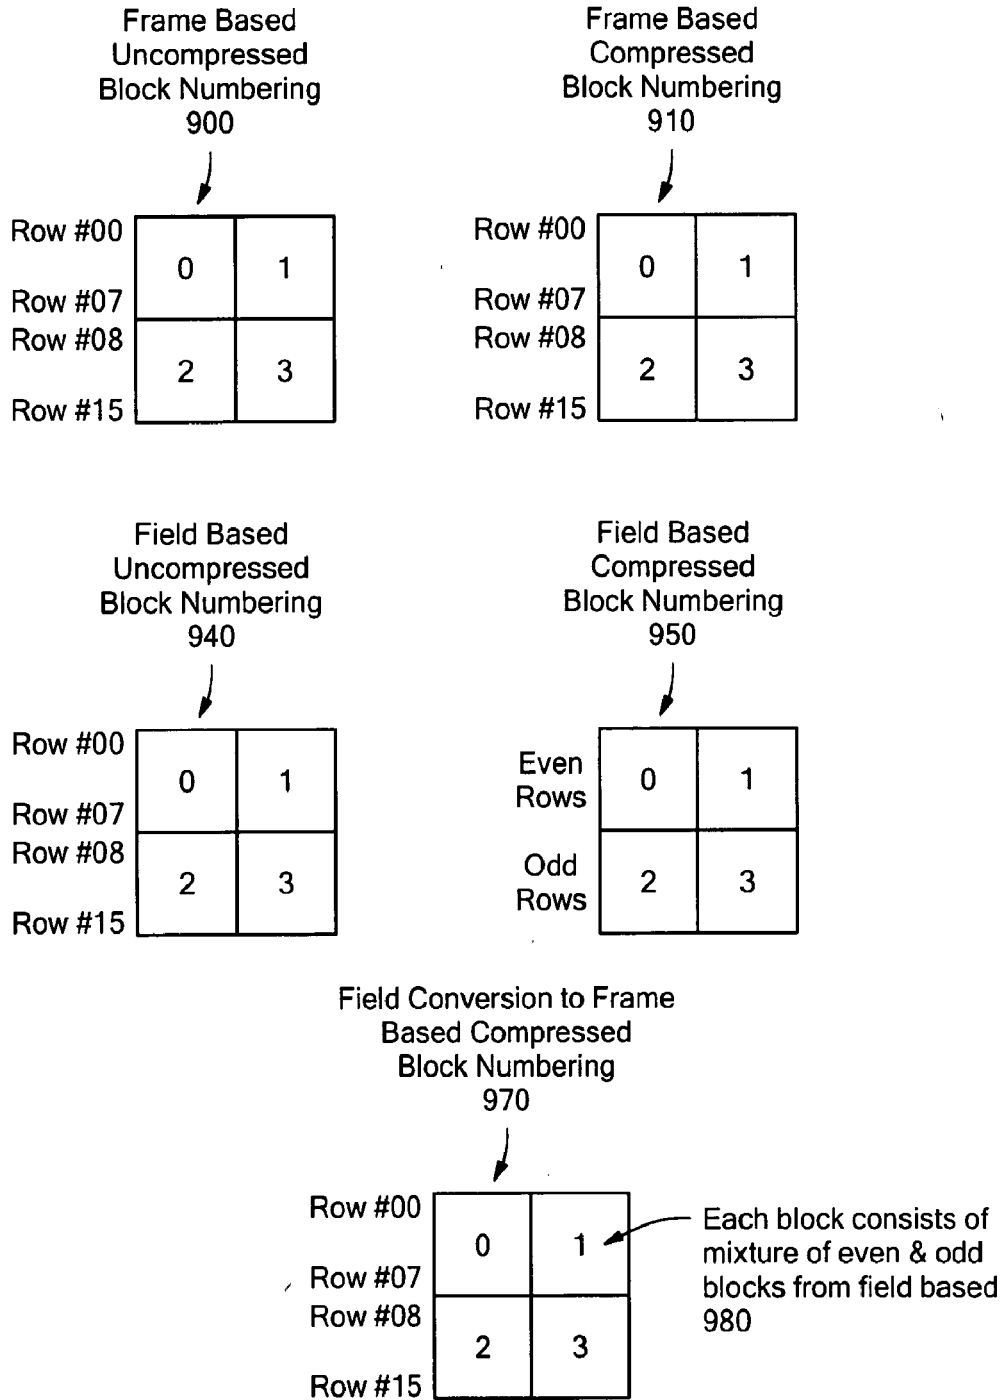 Frame Based
Uncompressed
Block Numbering
900
Frame Based
Compressed
Block Numbering
910
Row #00
0 1
Row #07
Row #08
2 3
Row #15
Row #00
0 1
Row #07
Row #08
2 3
Row #15
Field Based
Uncompressed
Block Numbering
940
Field Based
Compressed
Block Numbering
950
Row #00
0 1
Row #07
Row #08
2 3
Row #15
Even
Rows
0 1
Odd
Rows
2 3
Field Conversion to Frame
Based Compressed
Block Numbering
970
Row #00
0 1
Row #07
Row #08
2 3
Row #15
Each block consists of
mixture of even & odd
blocks from field based
980